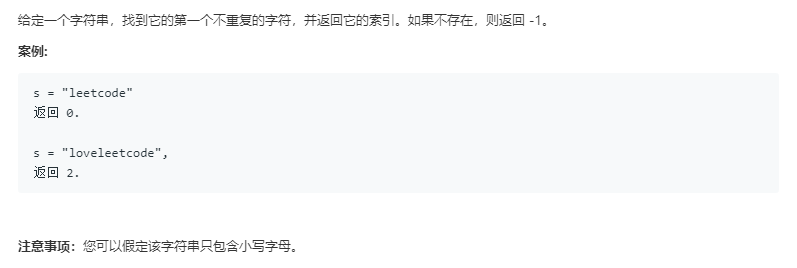 给定一个字符串，找到它的第一个不重复的字符，并返回它的索引。如果不存在，则返回 -1。
案例:
s = "leetcode"
返回 0.
s = "loveleetcode",
返回 2.
注意事项：您可以假定该字符串只包含小写字母。